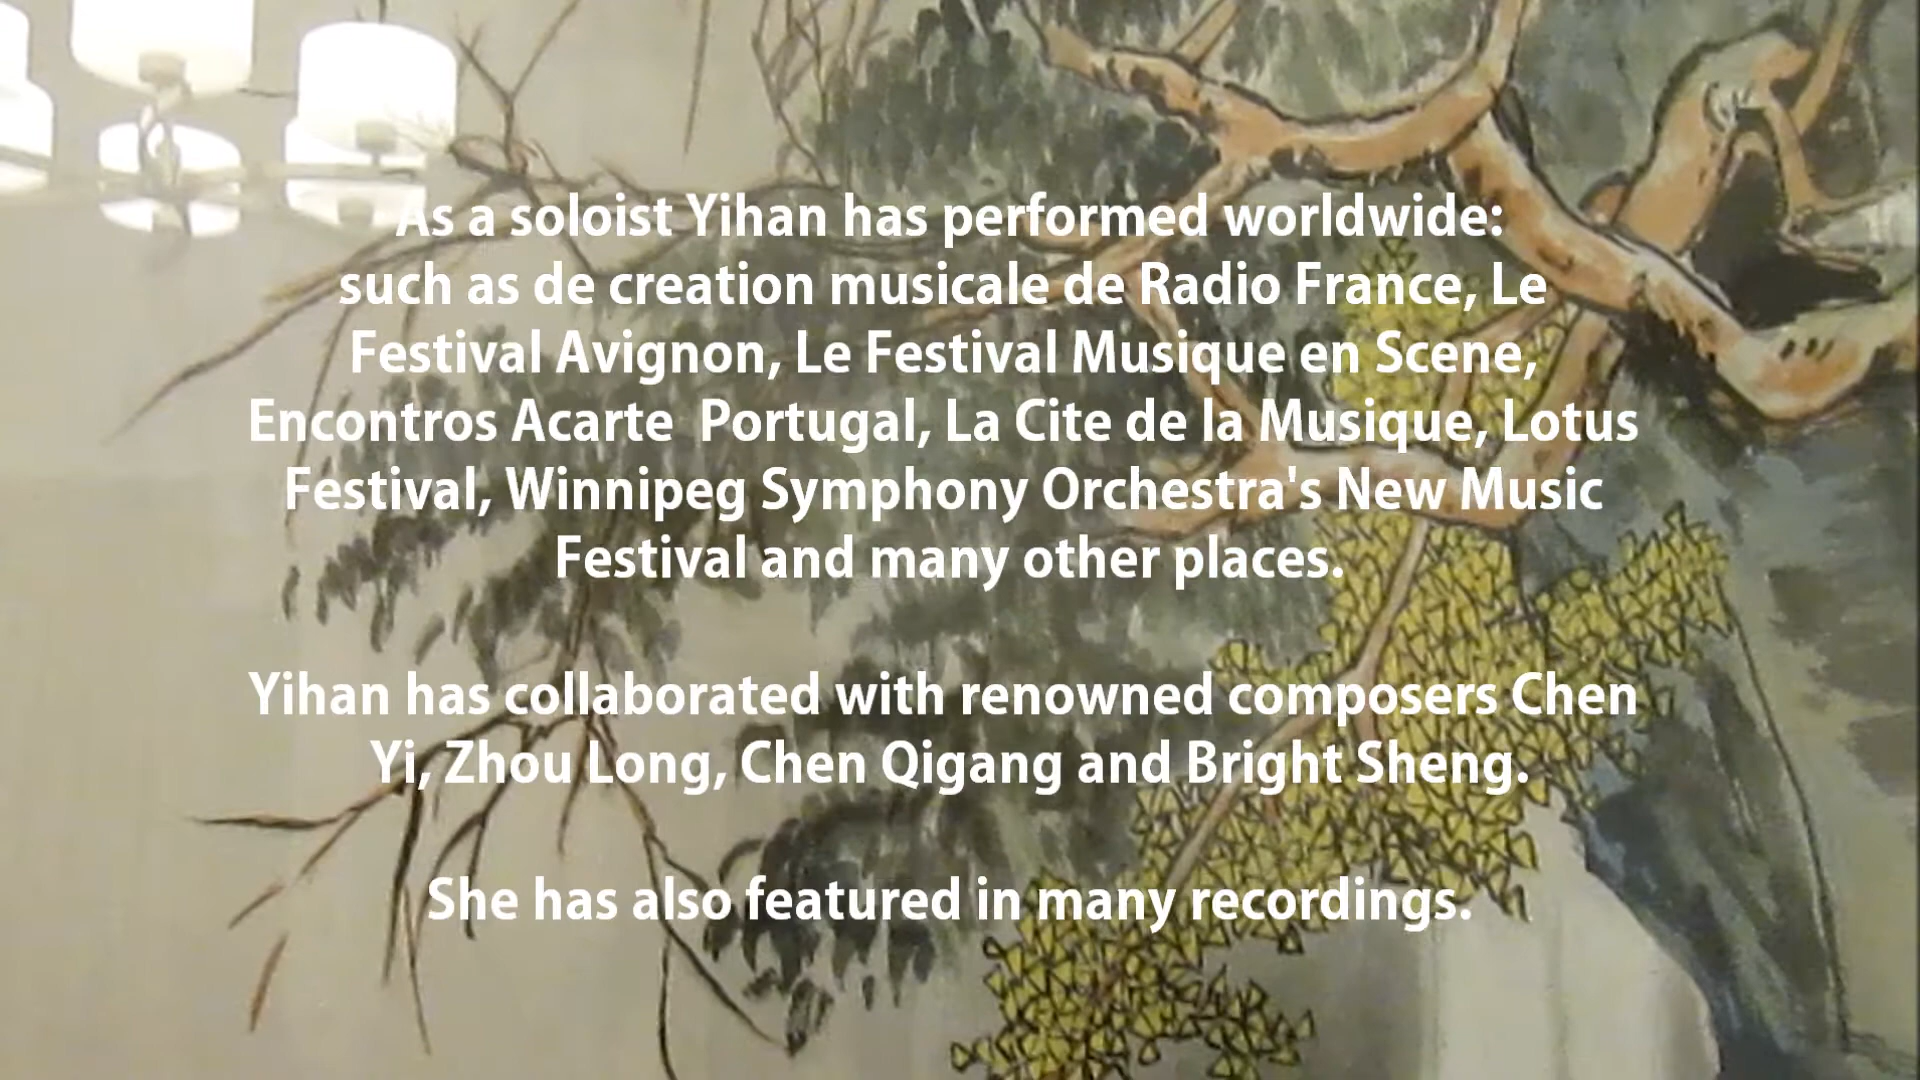 As a soloist Yihan has performed worldwide:
such as de creation musicale de Radio France, Le
Festival Avignon, Le Festival Musique en Scene,
Encontros Acarte  Portugal, La Cite de la Musique, Lotus
Festival, Winnipeg Symphony Orchestra's New Music
Festival and many other places.
Yihan has collaborated with renowned composers Chen
Yi, Zhou Long, Chen Qigang and Bright Sheng.
She has also featured in many recordings.